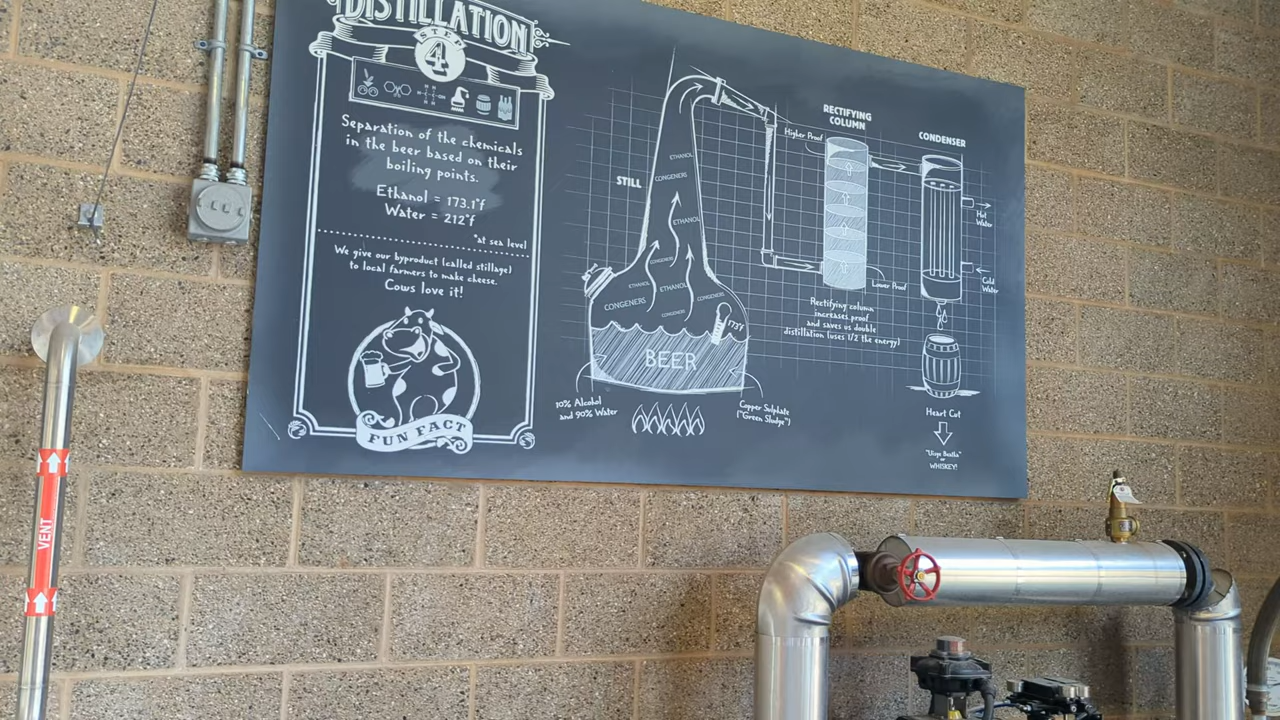 DISTILLATION
STEP
4
Separation of the chemicals
in the beer based on their
boiling points.
Ethanol = 173.1°f
Water = 212°f
*at sea level
We give our byproduct (called stillage)
to local farmers to make cheese.
Cows love it!
FUN FACT
STILL
ETHANOL
CONGENERS
ETHANOL
CONGENERS
ETHANOL
ETHANOL
CONGENERS
CONGENERS
CONGENERS
173°f
BEER
10% Alcohol
and 90% Water
Copper Sulphate
("Green Sludge")
RECTIFYING
COLUMN
Higher Proof
Lower Proof
Rectifying column
increases proof
and saves us double
distillation (uses 1/2 the energy)
CONDENSER
Hot
Water
Cold
Water
Heart Cut
"Uisge Beatha"
or
WHISKEY!
VENT